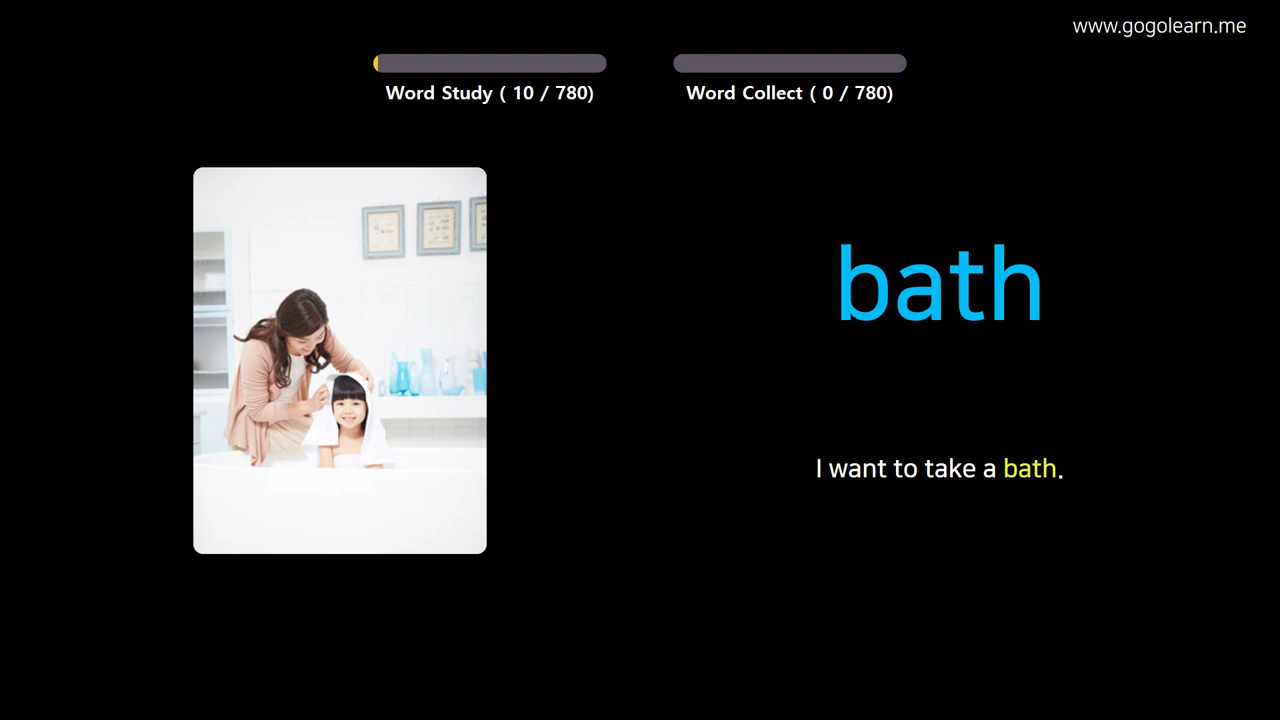 www.gogolearn.me
Word Study ( 10 / 780)
Word Collect ( 0 / 780)
bath
I want to take a bath.